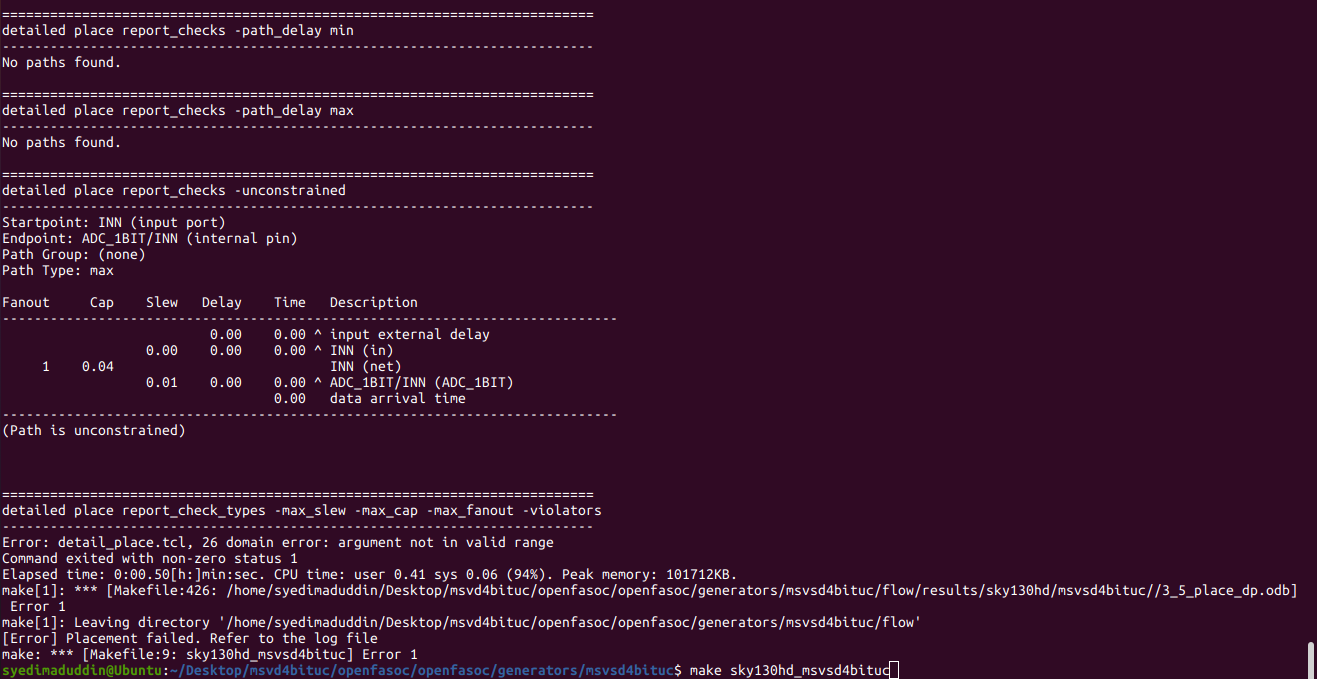 ==========================================================================
detailed place report_checks -path_delay min
--------------------------------------------------------------------------
No paths found.
==========================================================================
detailed place report_checks -path_delay max
--------------------------------------------------------------------------
No paths found.
==========================================================================
detailed place report_checks -unconstrained
--------------------------------------------------------------------------
Startpoint: INN (input port)
Endpoint: ADC_1BIT/INN (internal pin)
Path Group: (none)
Path Type: max
Fanout     Cap    Slew   Delay    Time   Description
-----------------------------------------------------------------------------
                          0.00    0.00 ^ input external delay
                  0.00    0.00    0.00 ^ INN (in)
     1    0.04                           INN (net)
                  0.01    0.00    0.00 ^ ADC_1BIT/INN (ADC_1BIT)
                                  0.00   data arrival time
-----------------------------------------------------------------------------
(Path is unconstrained)
==========================================================================
detailed place report_check_types -max_slew -max_cap -max_fanout -violators
--------------------------------------------------------------------------
Error: detail_place.tcl, 26 domain error: argument not in valid range
Command exited with non-zero status 1
Elapsed time: 0:00.50[h:]min:sec. CPU time: user 0.41 sys 0.06 (94%). Peak memory: 101712KB.
make[1]: *** [Makefile:426: /home/syedimaduddin/Desktop/msvd4bituc/openfasoc/openfasoc/generators/msvsd4bituc/flow/results/sky130hd/msvsd4bituc//3_5_place_dp.odb]
 Error 1
make[1]: Leaving directory '/home/syedimaduddin/Desktop/msvd4bituc/openfasoc/openfasoc/generators/msvsd4bituc/flow'
[Error] Placement failed. Refer to the log file
make: *** [Makefile:9: sky130hd_msvsd4bituc] Error 1
syedimaduddin@Ubuntu:~/Desktop/msvd4bituc/openfasoc/openfasoc/generators/msvsd4bituc$ make sky130hd_msvsd4bituc